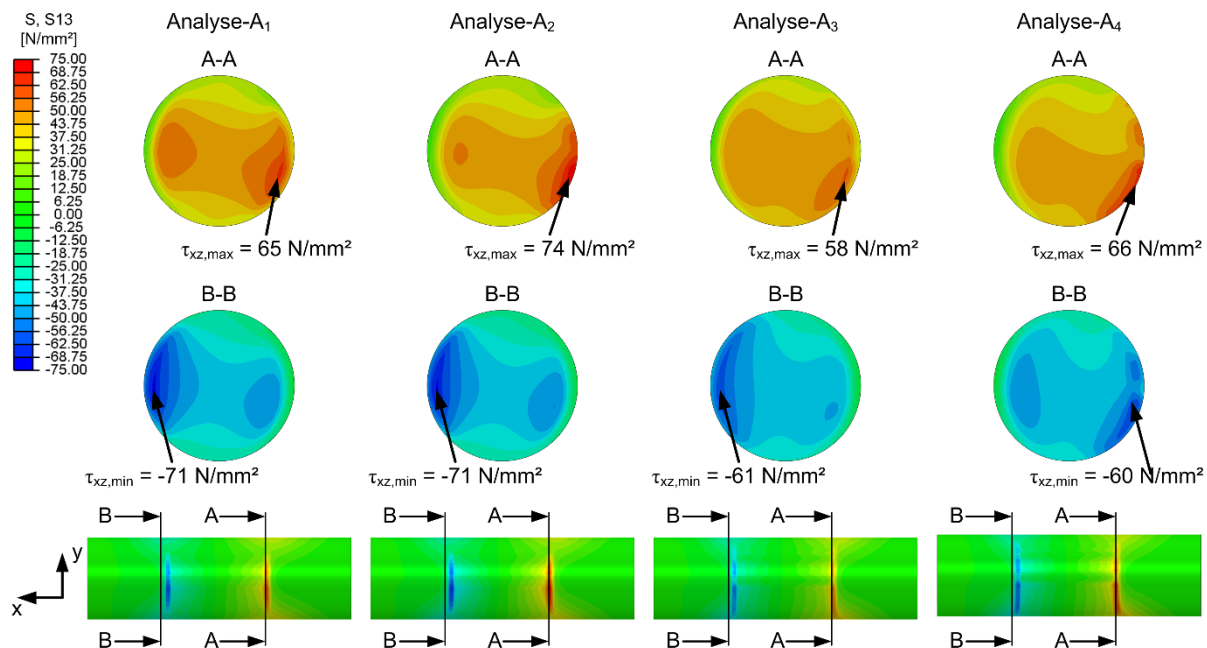 S, S13
[N/mm²]
75.00
68.75
62.50
56.25
50.00
43.75
37.50
31.25
25.00
18.75
12.50
6.25
0.00
-6.25
-12.50
-18.75
-25.00
-31.25
-37.50
-43.75
-50.00
-56.25
-62.50
-68.75
-75.00
Analyse-A₁ Analyse-A₂ Analyse-A₃ Analyse-A₄
A-A A-A A-A A-A
τxz,max = 65 N/mm² τxz,max = 74 N/mm² τxz,max = 58 N/mm² τxz,max = 66 N/mm²
B-B B-B B-B B-B
τxz,min = -71 N/mm² τxz,min = -71 N/mm² τxz,min = -61 N/mm² τxz,min = -60 N/mm²
B A B A B A B A
y
x
B A B A B A B A